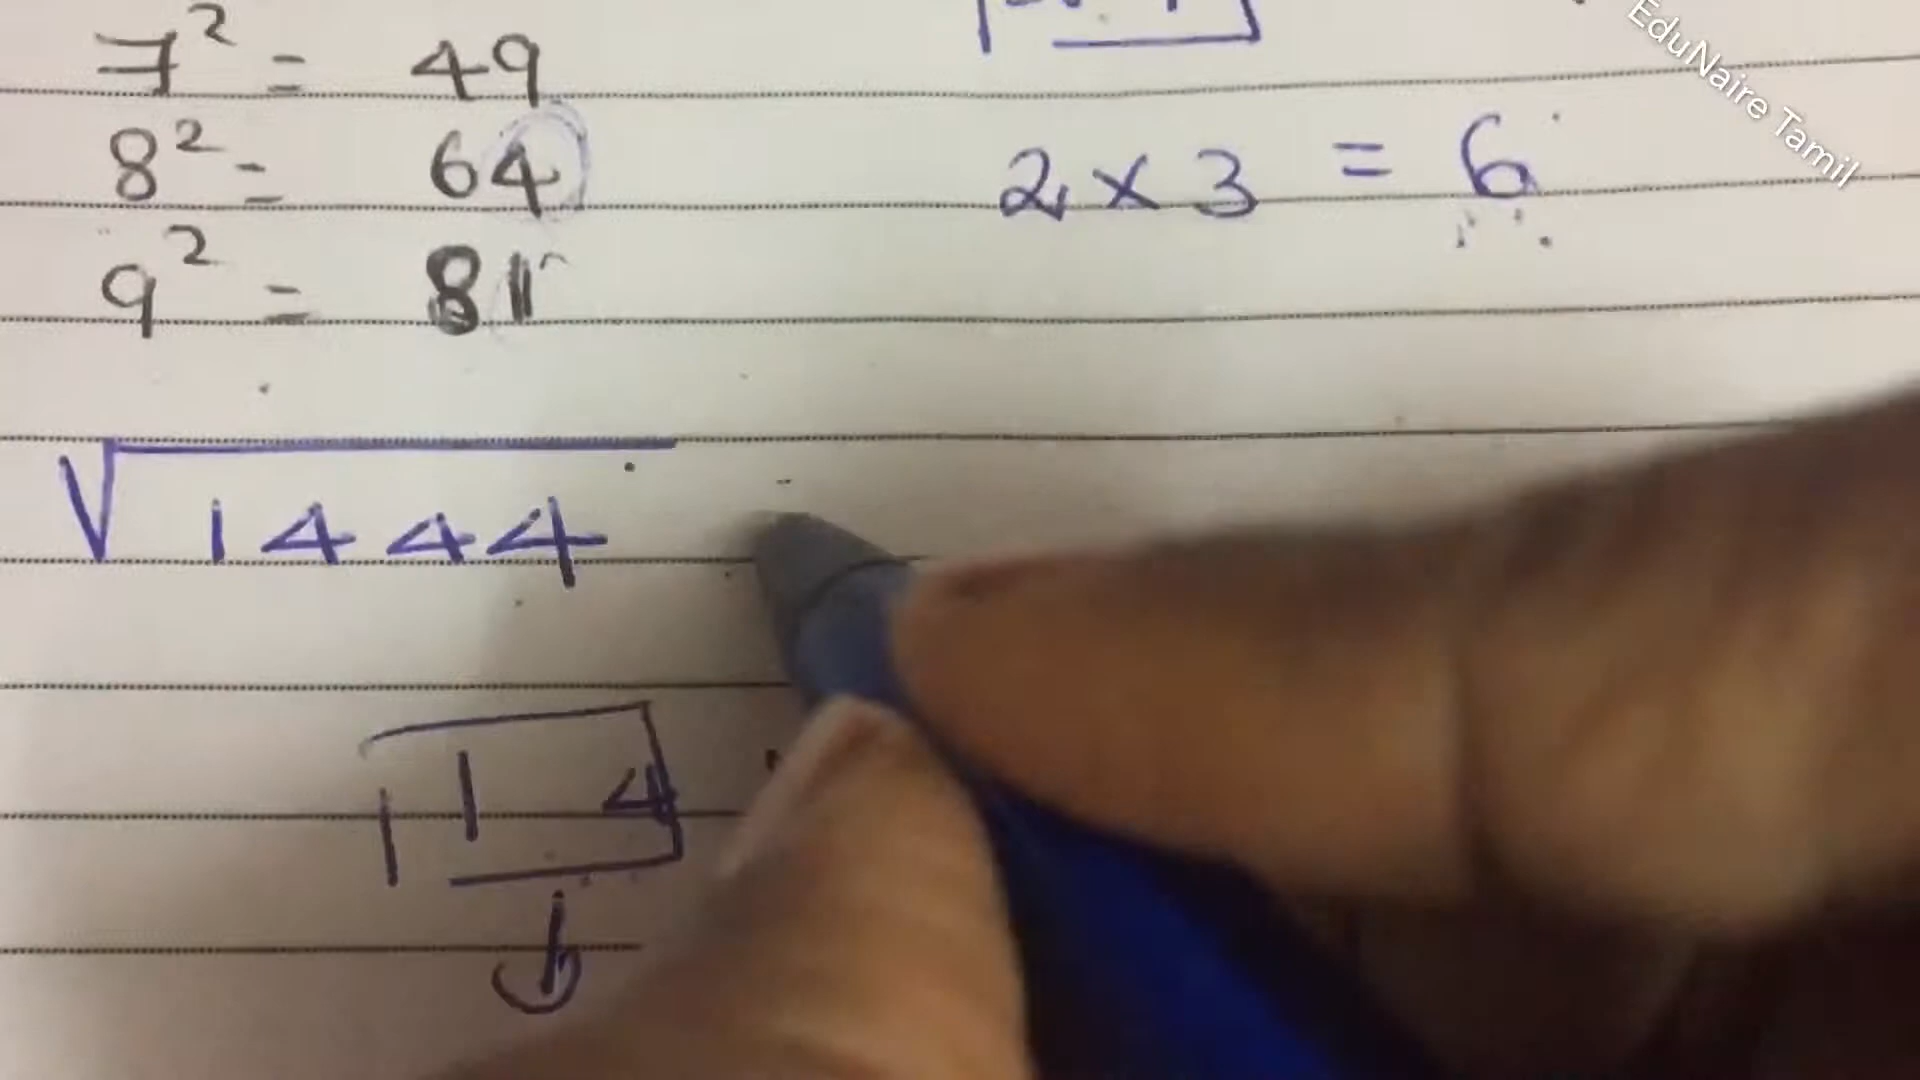 7² = 49
8² = 64
9² = 81
2 × 3 = 6
√1444
14
EduNaire Tamil